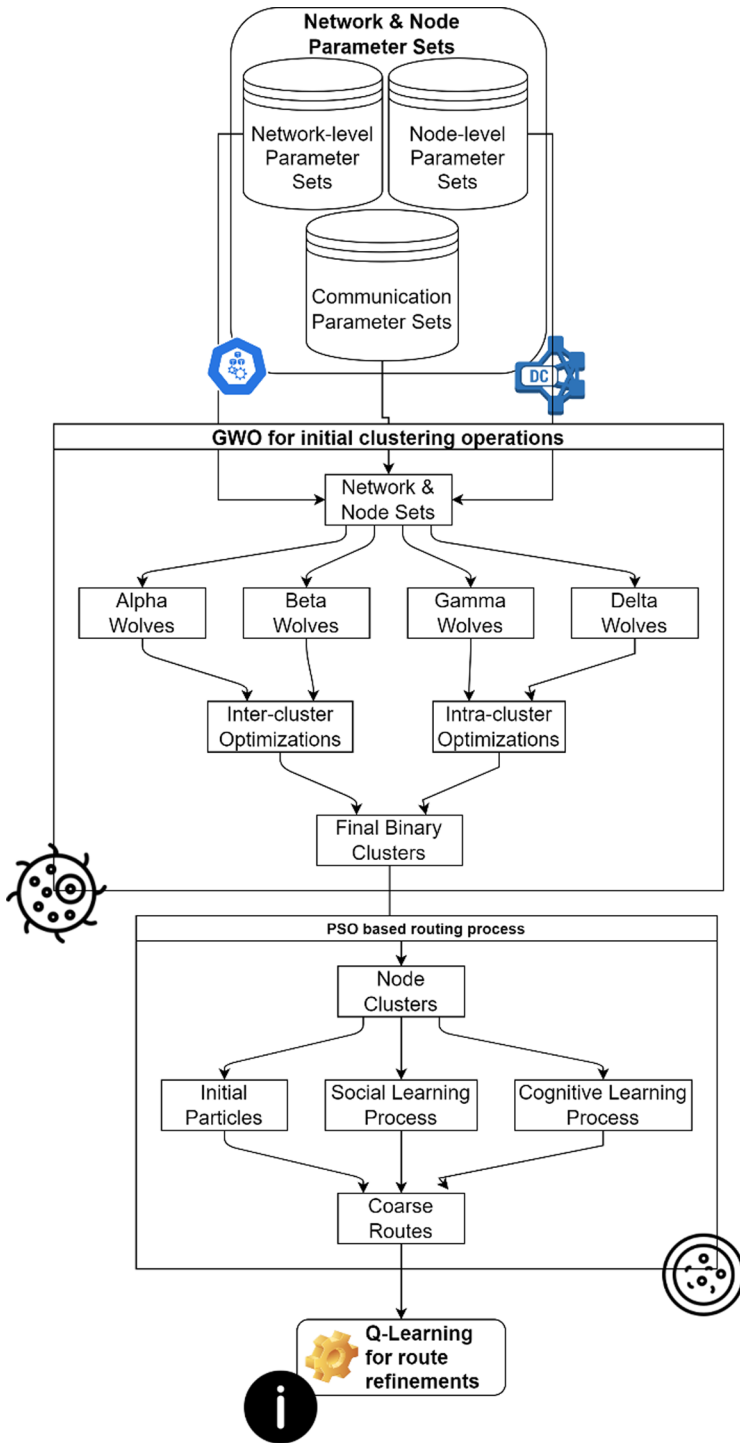 Network & Node
Parameter Sets
Network-level
Parameter
Sets
Node-level
Parameter
Sets
Communication
Parameter Sets
DC
GWO for initial clustering operations
Network &
Node Sets
Alpha
Wolves
Beta
Wolves
Gamma
Wolves
Delta
Wolves
Inter-cluster
Optimizations
Intra-cluster
Optimizations
Final Binary
Clusters
PSO based routing process
Node
Clusters
Initial
Particles
Social Learning
Process
Cognitive Learning
Process
Coarse
Routes
Q-Learning
for route
refinements
i